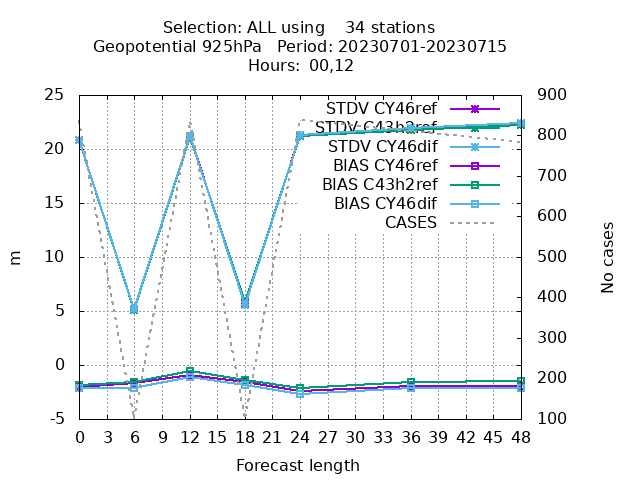 Selection: ALL using    34 stations
Geopotential 925hPa   Period: 20230701-20230715
Hours: 00,12
25
20
15
10
5
0
-5
m
900
800
700
600
500
400
300
200
100
No cases
STDV CY46ref
STDV C43h2ref
STDV CY46dif
BIAS CY46ref
BIAS C43h2ref
BIAS CY46dif
CASES
0 3 6 9 12 15 18 21 24 27 30 33 36 39 42 45 48
Forecast length